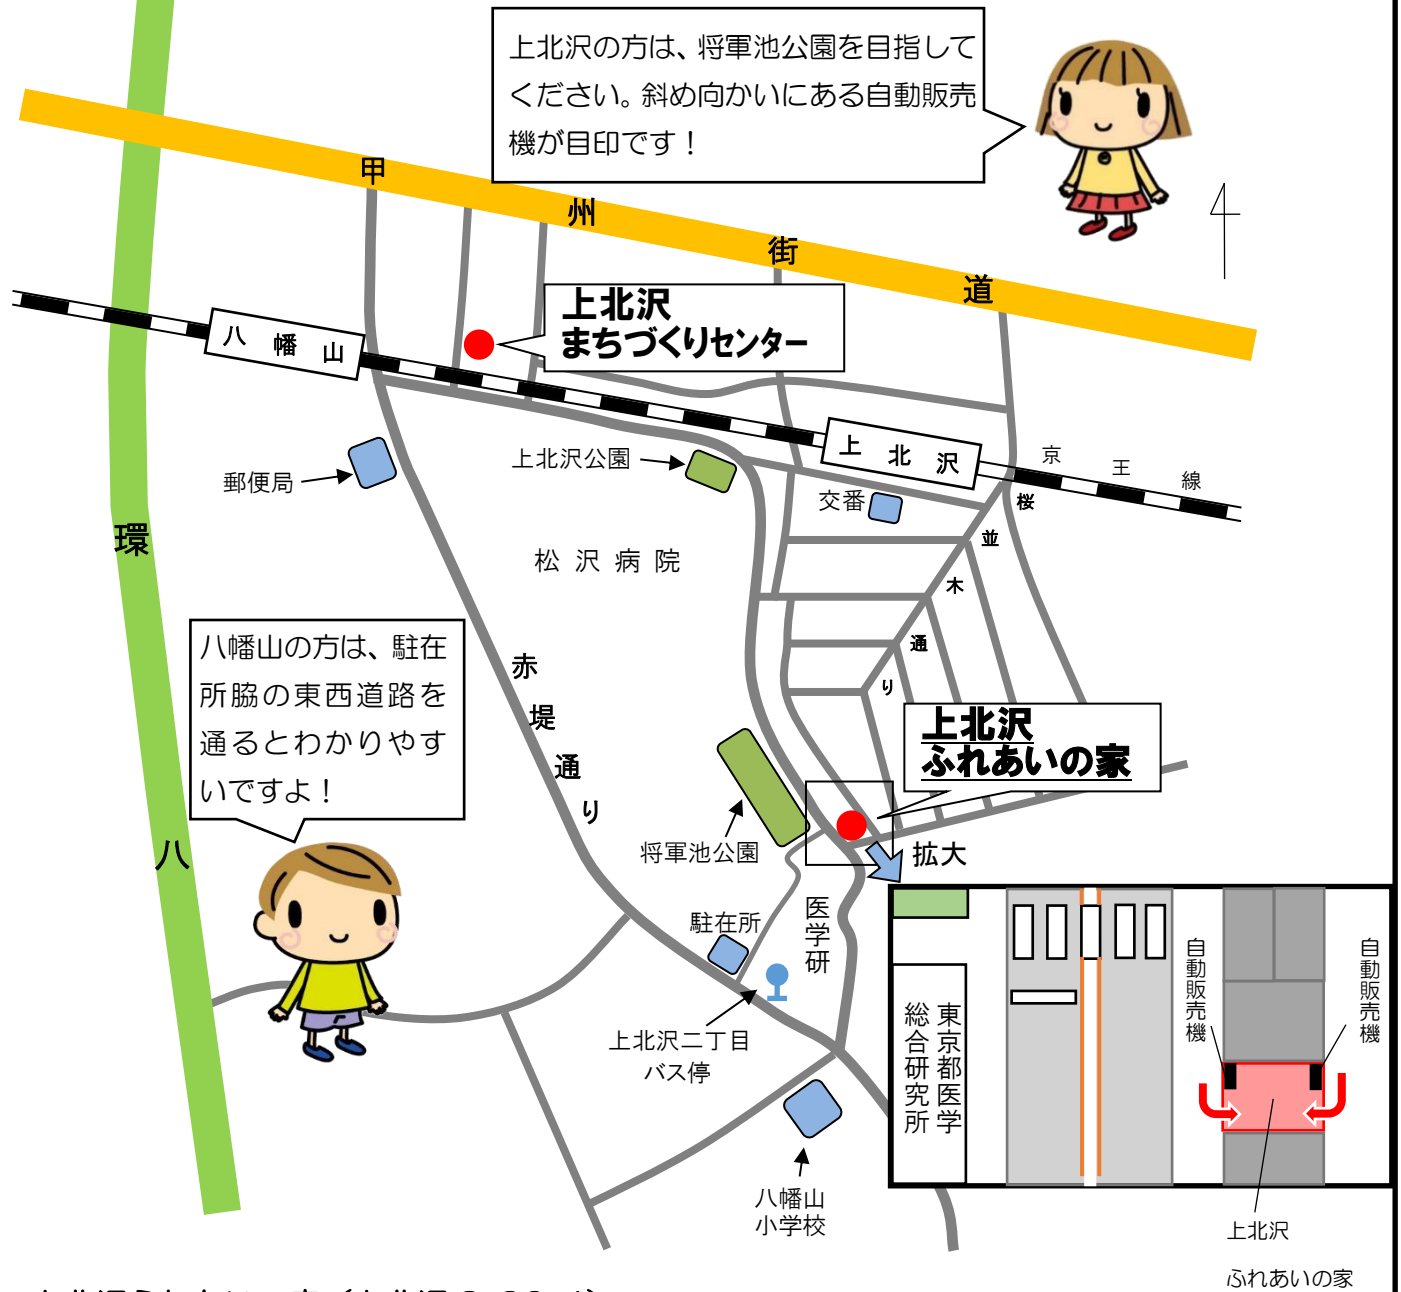 上北沢の方は、将軍池公園を目指して
ください。斜め向かいにある自動販売
機が目印です！
甲州街道
上北沢
まちづくりセンター
八幡山
上北沢
京王線
郵便局
上北沢公園
交番
桜並木通り
松沢病院
環八
八幡山の方は、駐在
所脇の東西道路を
通るとわかりやす
いですよ！
赤堤通り
上北沢
ふれあいの家
将軍池公園
拡大
駐在所
医学研
上北沢二丁目
バス停
八幡山
小学校
東京都医学
総合研究所
自動販売機
自動販売機
上北沢
ふれあいの家